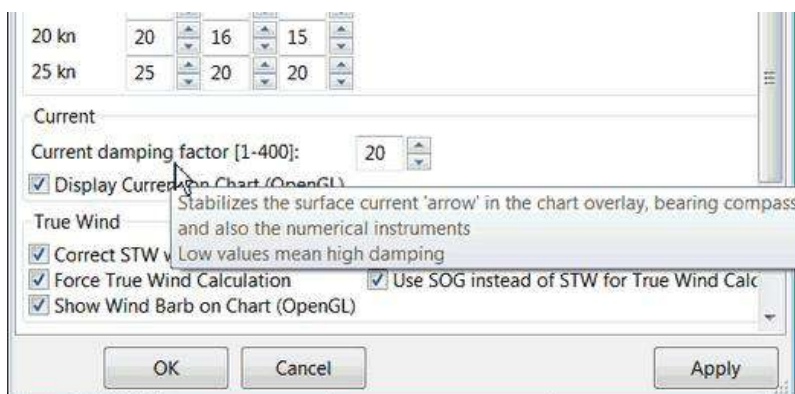 20 kn 20 16 15
25 kn 25 20 20
Current
Current damping factor [1-400]: 20
Display Current on Chart (OpenGL)
Stabilizes the surface current 'arrow' in the chart overlay, bearing compass
True Wind
and also the numerical instruments
Correct STW
Low values mean high damping
Force True Wind Calculation Use SOG instead of STW for True Wind Calc
Show Wind Barb on Chart (OpenGL)
OK Cancel Apply